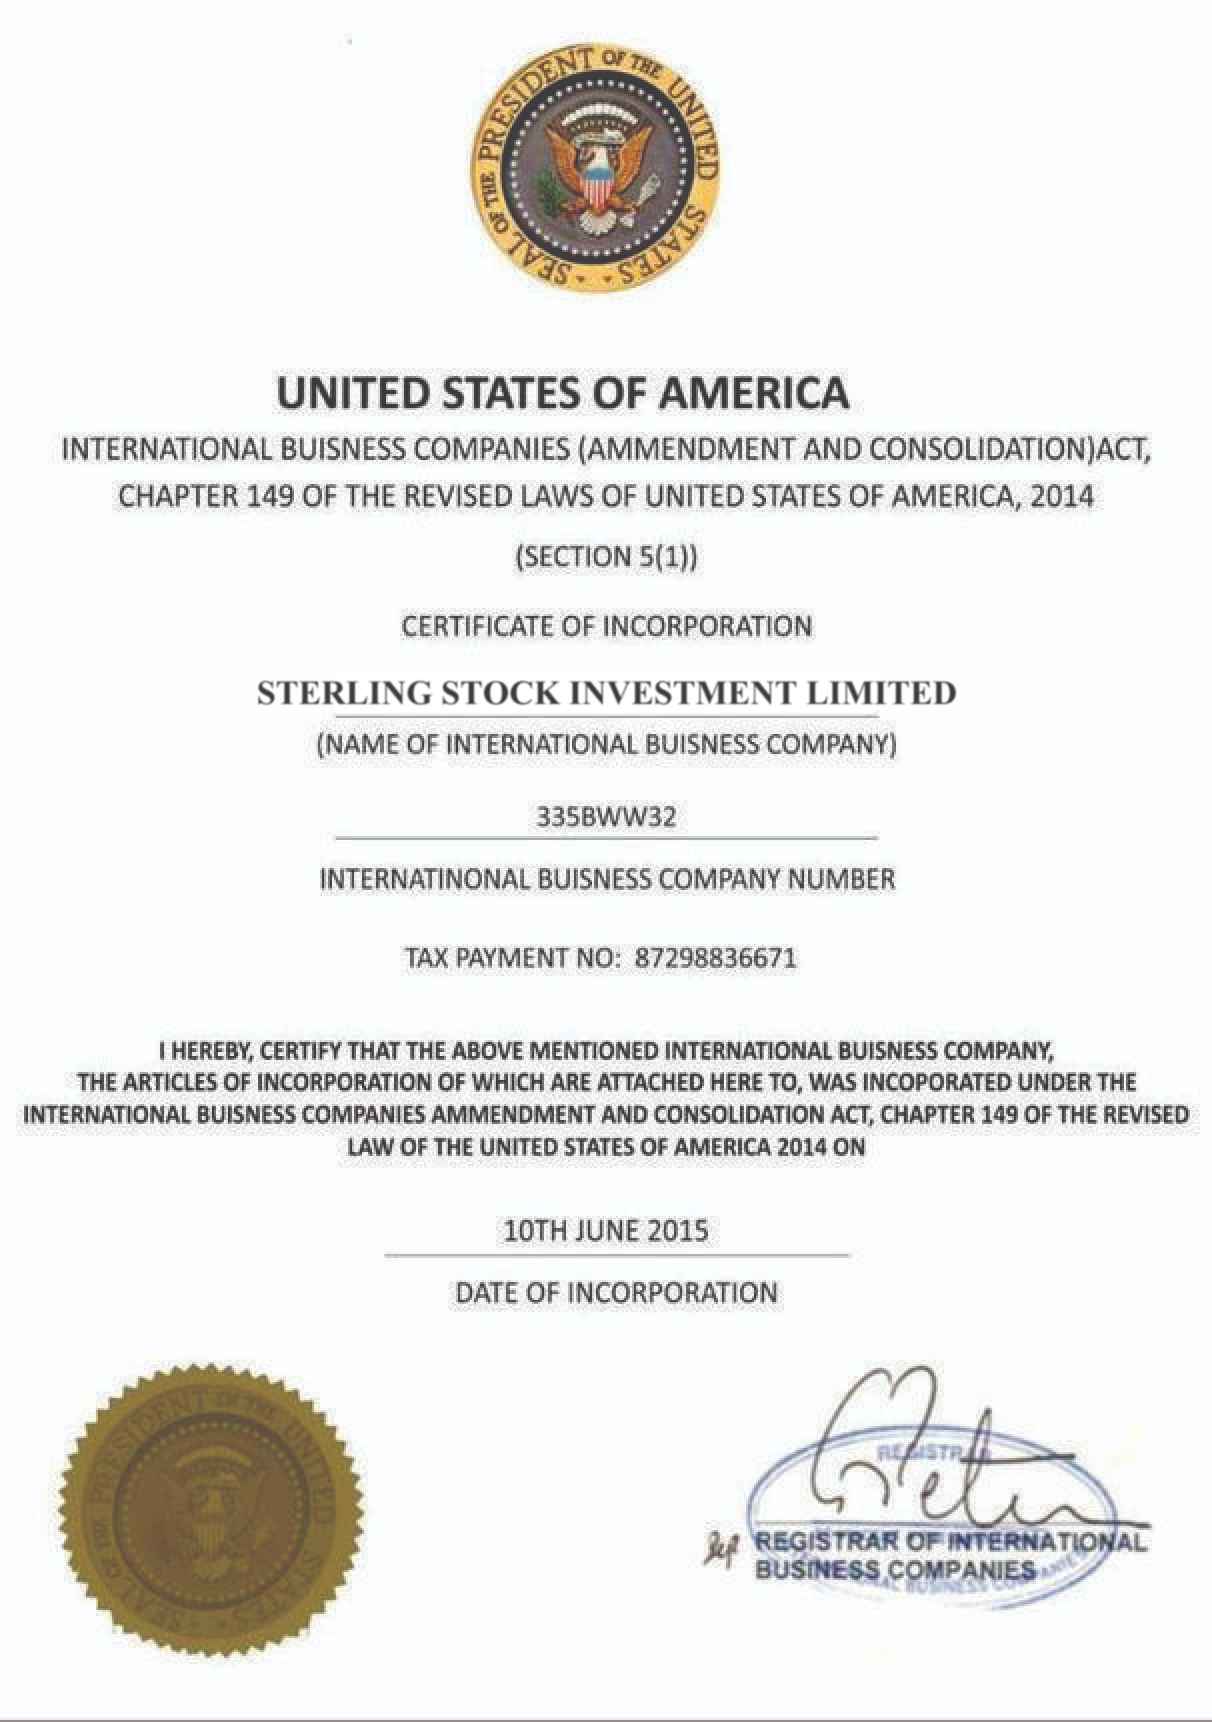 SEAL OF THE PRESIDENT OF THE UNITED STATES
UNITED STATES OF AMERICA
INTERNATIONAL BUISNESS COMPANIES (AMMENDMENT AND CONSOLIDATION)ACT,
CHAPTER 149 OF THE REVISED LAWS OF UNITED STATES OF AMERICA, 2014
(SECTION 5(1))
CERTIFICATE OF INCORPORATION
STERLING STOCK INVESTMENT LIMITED
(NAME OF INTERNATIONAL BUISNESS COMPANY)
335BWW32
INTERNATINONAL BUISNESS COMPANY NUMBER
TAX PAYMENT NO: 87298836671
I HEREBY, CERTIFY THAT THE ABOVE MENTIONED INTERNATIONAL BUISNESS COMPANY,
THE ARTICLES OF INCORPORATION OF WHICH ARE ATTACHED HERE TO, WAS INCOPORATED UNDER THE
INTERNATIONAL BUISNESS COMPANIES AMMENDMENT AND CONSOLIDATION ACT, CHAPTER 149 OF THE REVISED
LAW OF THE UNITED STATES OF AMERICA 2014 ON
10TH JUNE 2015
DATE OF INCORPORATION
SEAL OF THE PRESIDENT OF THE UNITED STATES
REGISTRAR
REGISTRAR OF INTERNATIONAL
BUSINESS COMPANIES
BUSINESS COMPANIES